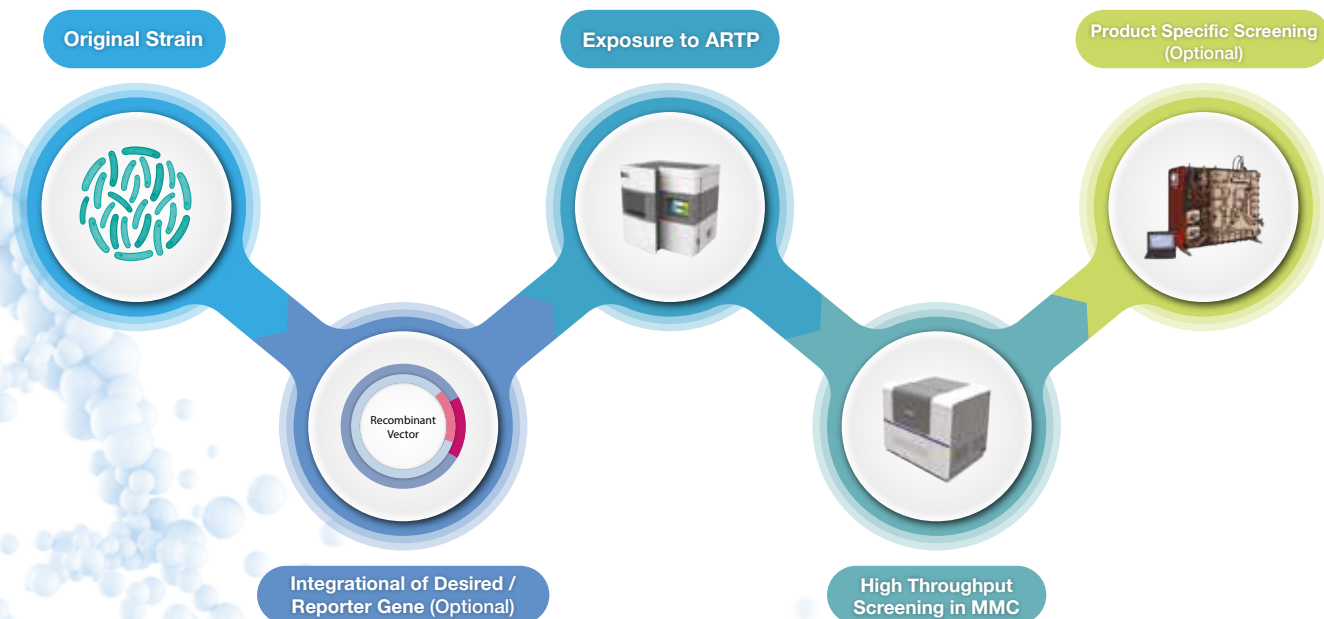 Original Strain
Exposure to ARTP
Product Specific Screening
(Optional)
Recombinant
Vector
Integrational of Desired /
Reporter Gene (Optional)
High Throughput
Screening in MMC